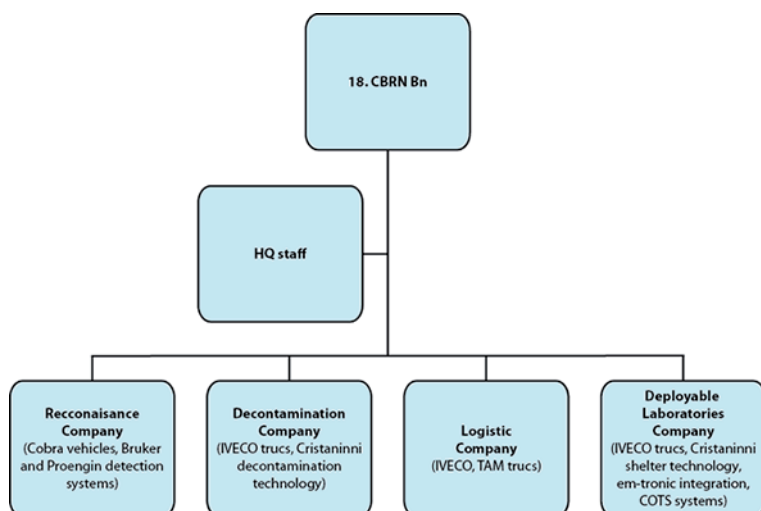 18. CBRN Bn
HQ staff
Recconaisance
Company
(Cobra vehicles, Bruker
and Proengin detection
systems)
Decontamination
Company
(IVECO trucs, Cristaninni
decontamination
technology)
Logistic
Company
(IVECO, TAM trucs)
Deployable
Laboratories
Company
(IVECO trucs, Cristaninni
shelter technology,
em-tronic integration,
COTS systems)